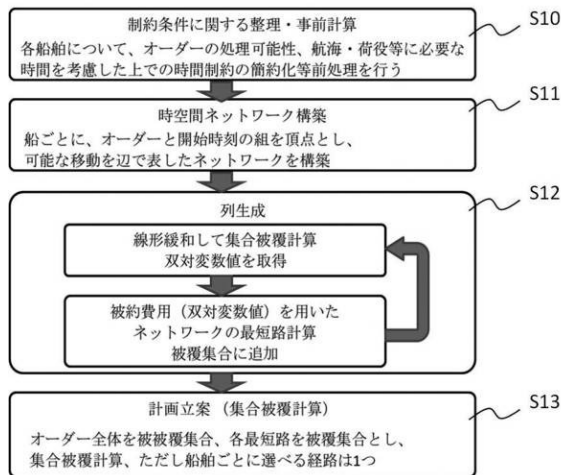 制約条件に関する整理・事前計算
S10
各船舶について、オーダーの処理可能性、航海・荷役等に必要な
時間を考慮した上での時間制約の簡約化等前処理を行う
時空間ネットワーク構築
S11
船ごとに、オーダーと開始時刻の組を頂点とし、
可能な移動を辺で表したネットワークを構築
S12
列生成
線形緩和して集合被覆計算
双対変数値を取得
被約費用（双対変数値）を用いた
ネットワークの最短路計算
被覆集合に追加
計画立案（集合被覆計算）
S13
オーダー全体を被被覆集合、各最短路を被覆集合とし、
集合被覆計算、ただし船舶ごとに選べる経路は1つ